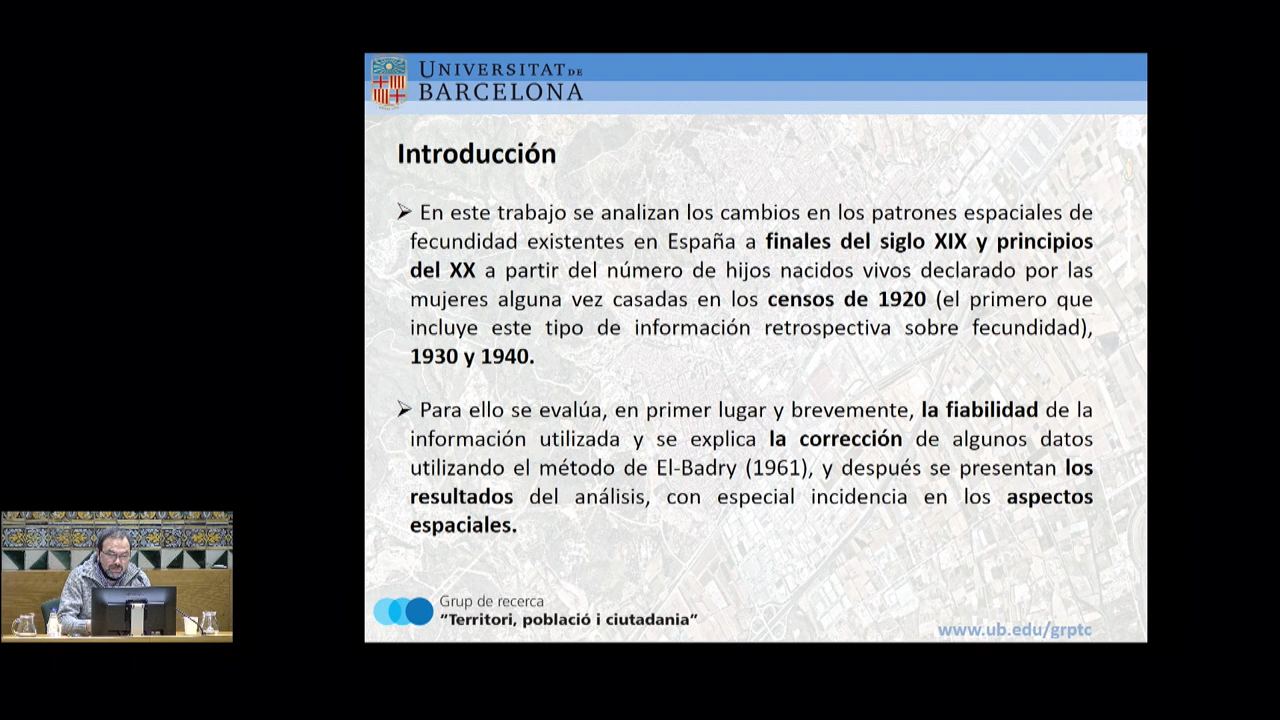 UNIVERSITAT DE
BARCELONA
Introducción
➢ En este trabajo se analizan los cambios en los patrones espaciales de
fecundidad existentes en España a finales del siglo XIX y principios
del XX a partir del número de hijos nacidos vivos declarado por las
mujeres alguna vez casadas en los censos de 1920 (el primero que
incluye este tipo de información retrospectiva sobre fecundidad),
1930 y 1940.
➢ Para ello se evalúa, en primer lugar y brevemente, la fiabilidad de la
información utilizada y se explica la corrección de algunos datos
utilizando el método de El-Badry (1961), y después se presentan los
resultados del análisis, con especial incidencia en los aspectos
espaciales.
Grup de recerca
"Territori, població i ciutadania"
www.ub.edu/grptc